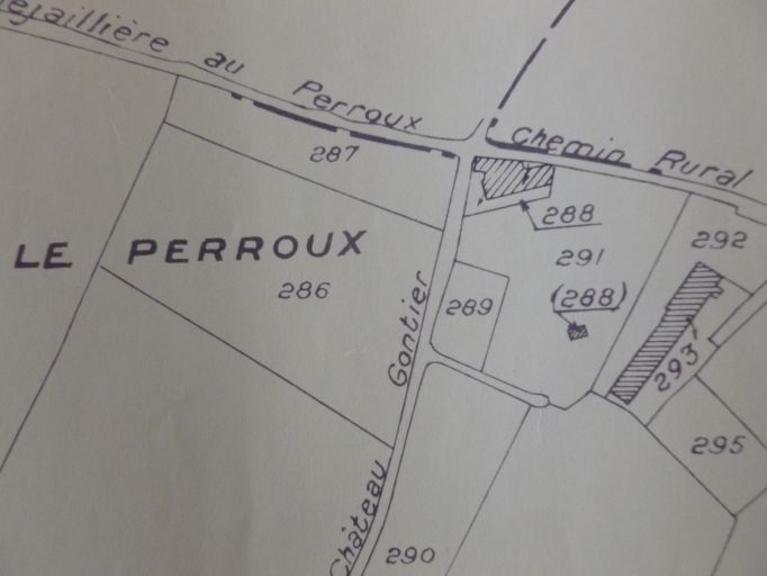 au Perroux
Chemin Rural
287
288
LE PERROUX
292
291
286
(288)
289
Gontier
293
295
Château
290